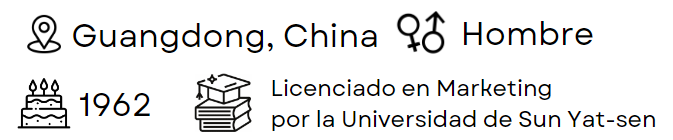 Guangdong, China
Hombre
1962
Licenciado en Marketing
por la Universidad de Sun Yat-sen